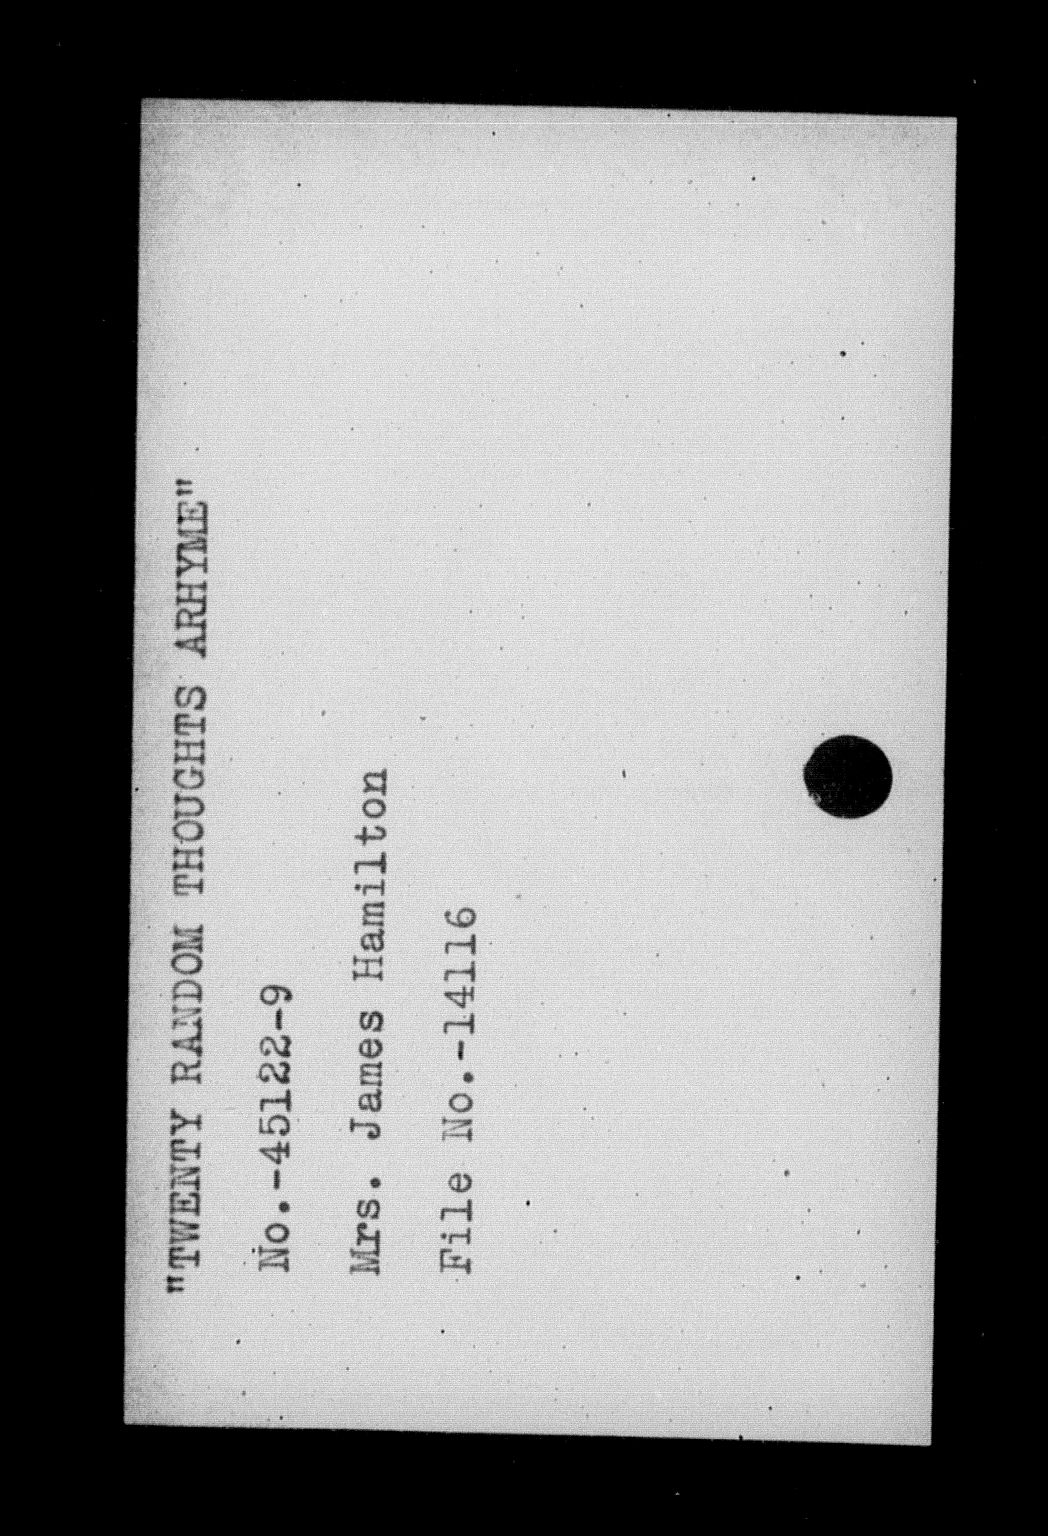 "TWENTY RANDOM THOUGHTS ARHYME"
No.-45122-9
Mrs. James Hamilton
File No.-14116